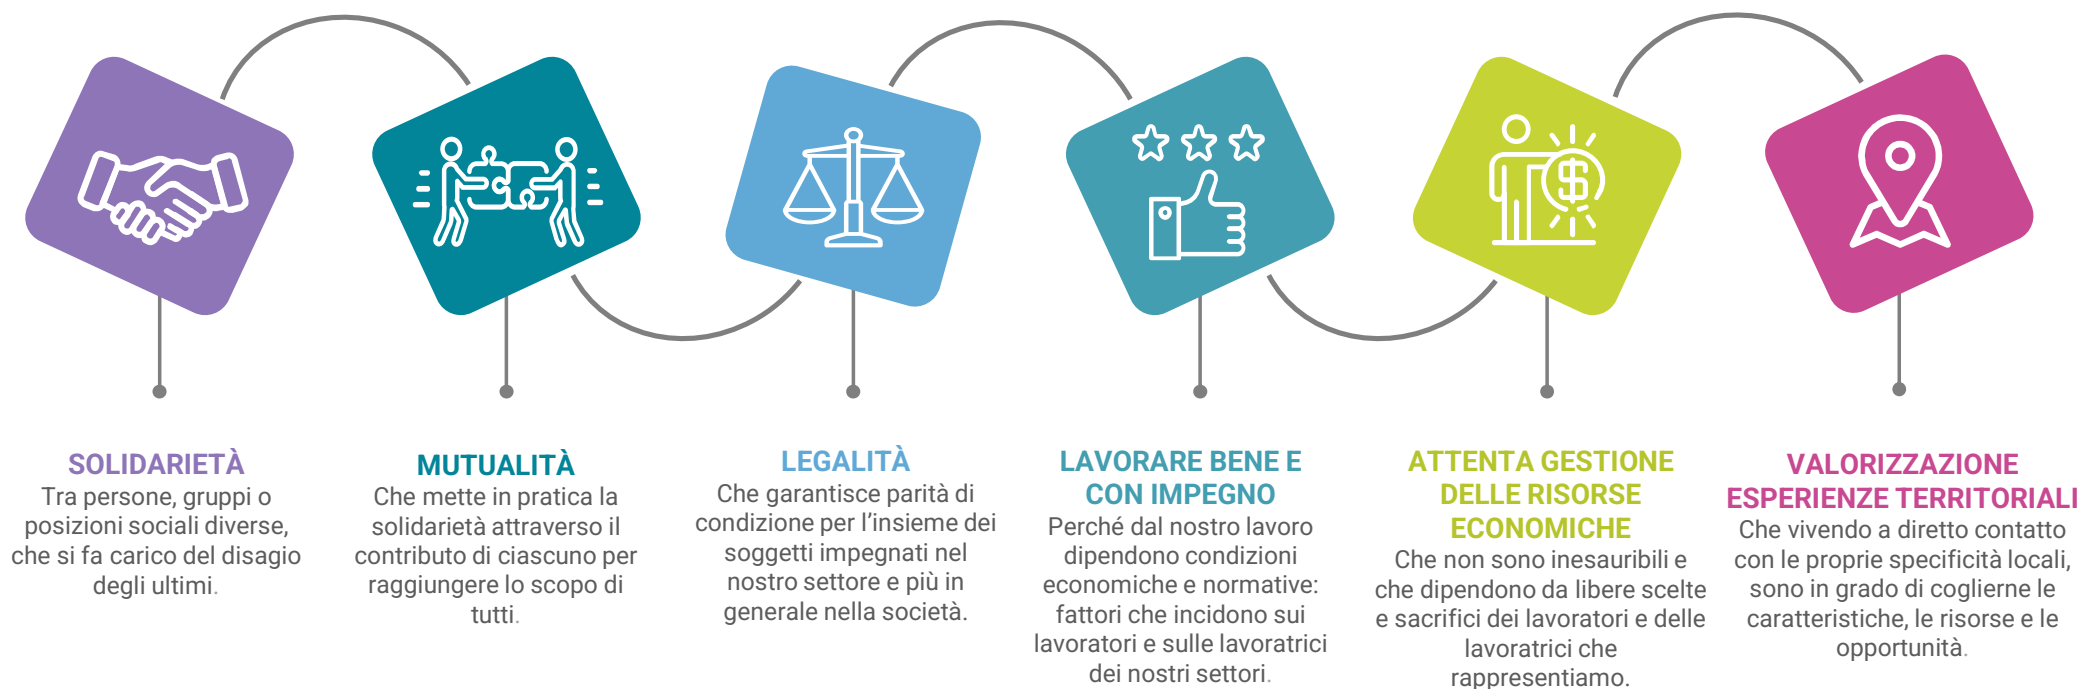 SOLIDARIETÀ
Tra persone, gruppi o
posizioni sociali diverse,
che si fa carico del disagio
degli ultimi.
MUTUALITÀ
Che mette in pratica la
solidarietà attraverso il
contributo di ciascuno per
raggiungere lo scopo di
tutti.
LEGALITÀ
Che garantisce parità di
condizione per l’insieme dei
soggetti impegnati nel
nostro settore e più in
generale nella società.
LAVORARE BENE E
CON IMPEGNO
Perché dal nostro lavoro
dipendono condizioni
economiche e normative:
fattori che incidono sui
lavoratori e sulle lavoratrici
dei nostri settori.
ATTENTA GESTIONE
DELLE RISORSE
ECONOMICHE
Che non sono inesauribili e
che dipendono da libere scelte
e sacrifici dei lavoratori e delle
lavoratrici che
rappresentiamo.
VALORIZZAZIONE
ESPERIENZE TERRITORIALI
Che vivendo a diretto contatto
con le proprie specificità locali,
sono in grado di coglierne le
caratteristiche, le risorse e le
opportunità.